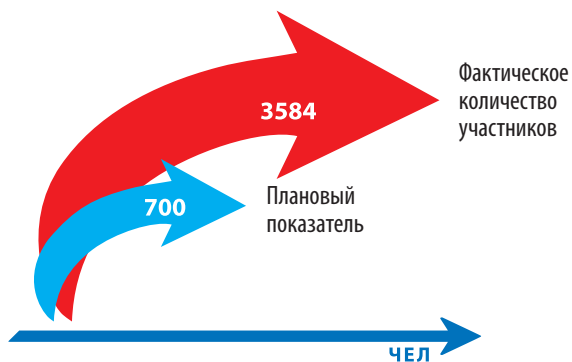 3584
Фактическое
количество
участников
700
Плановый
показатель
ЧЕЛ